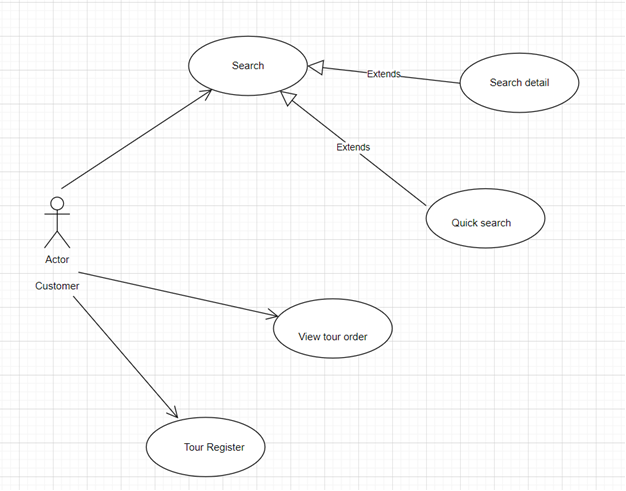 Search
Extends
Search detail
Extends
Quick search
Actor
Customer
View tour order
Tour Register